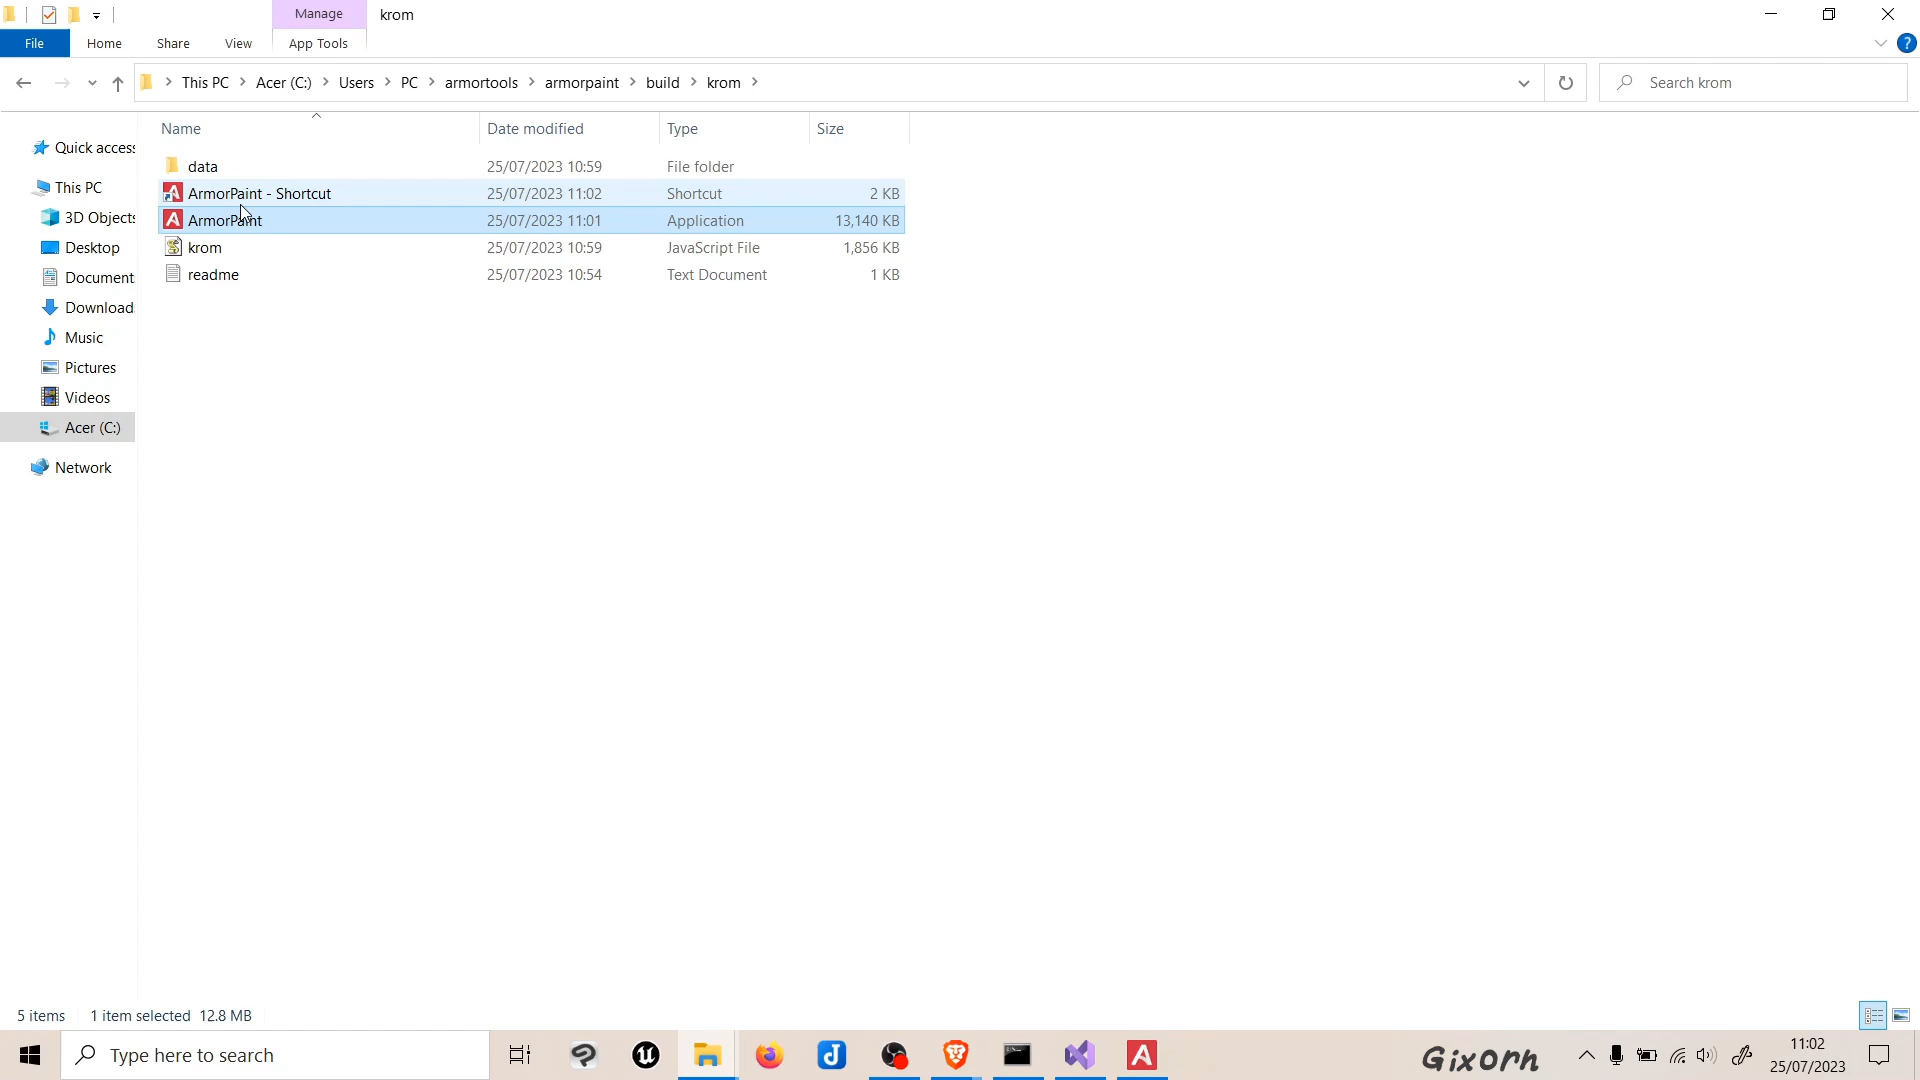 Manage krom
File Home Share View App Tools
This PC Acer (C:) Users PC armortools armorpaint build krom Search krom
Name Date modified Type Size
Quick access
This PC
3D Objects
Desktop
Document
Download
Music
Pictures
Videos
Acer (C:)
Network
data 25/07/2023 10:59 File folder
ArmorPaint - Shortcut 25/07/2023 11:02 Shortcut 2 KB
ArmorPaint 25/07/2023 11:01 Application 13,140 KB
krom 25/07/2023 10:59 JavaScript File 1,856 KB
readme 25/07/2023 10:54 Text Document 1 KB
5 items 1 item selected 12.8 MB
Type here to search
Gixorn
11:02
25/07/2023